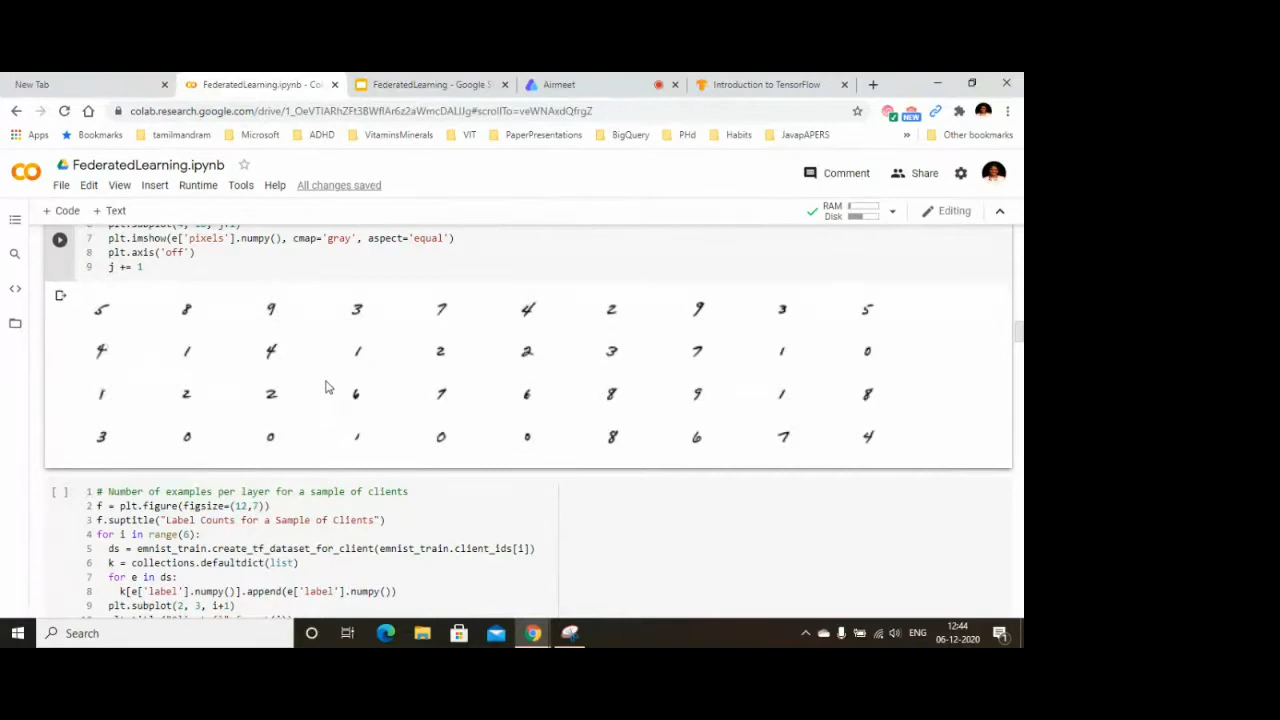 New Tab
FederatedLearning.ipynb - Co
FederatedLearning - Google S
Airmeet
Introduction to TensorFlow
colab.research.google.com/drive/1_OeVTlARhZFt3BWflAr6z2aWmcDALlJg#scrollTo=veWNAxdQfrgZ
Apps Bookmarks tamilmandram Microsoft ADHD VitaminsMinerals VIT PaperPresentations BigQuery PHd Habits JavapAPERS » Other bookmarks
NEW
FederatedLearning.ipynb
Comment Share
File Edit View Insert Runtime Tools Help All changes saved
+ Code + Text
RAM
Disk
Editing
7 plt.imshow(e['pixels'].numpy(), cmap='gray', aspect='equal')
8 plt.axis('off')
9 j += 1
5 8 9 3 7 4 2 9 3 5
4 1 4 1 2 2 3 7 1 0
1 2 2 6 7 6 8 9 1 8
3 0 0 1 0 0 8 6 7 4
[ ] 1 # Number of examples per layer for a sample of clients
2 f = plt.figure(figsize=(12,7))
3 f.suptitle("Label Counts for a Sample of Clients")
4 for i in range(6):
5 ds = emnist_train.create_tf_dataset_for_client(emnist_train.client_ids[i])
6 k = collections.defaultdict(list)
7 for e in ds:
8 k[e['label'].numpy()].append(e['label'].numpy())
9 plt.subplot(2, 3, i+1)
Search
ENG
12:44
06-12-2020